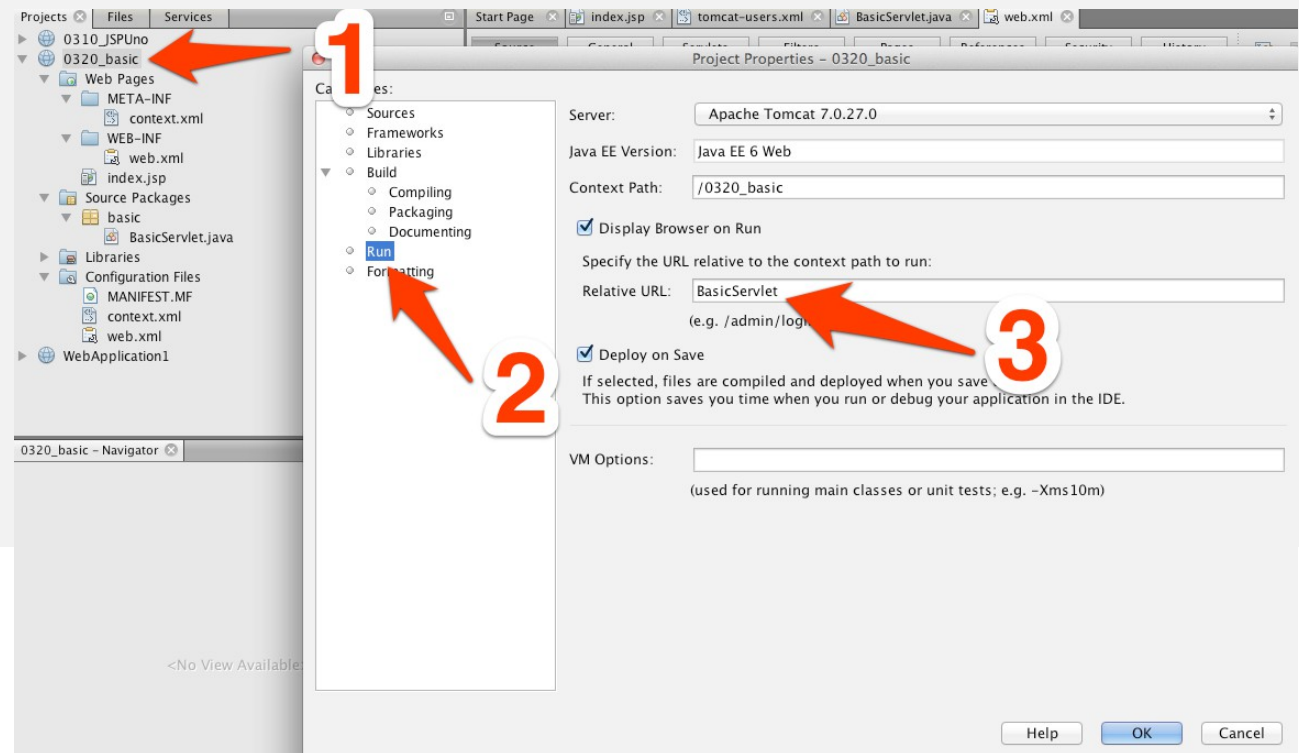 Projects Files Services
Start Page index.jsp tomcat-users.xml BasicServlet.java web.xml
0310_JSPUno
0320_basic
Web Pages
META-INF
context.xml
WEB-INF
web.xml
index.jsp
Source Packages
basic
BasicServlet.java
Libraries
Configuration Files
MANIFEST.MF
context.xml
web.xml
WebApplication1
0320_basic - Navigator
<No View Available
1
Project Properties - 0320_basic
Sources
Frameworks
Libraries
Build
Compiling
Packaging
Documenting
Run
Formatting
2
Server: Apache Tomcat 7.0.27.0
Java EE Version: Java EE 6 Web
Context Path: /0320_basic
Display Browser on Run
Specify the URL relative to the context path to run:
Relative URL: BasicServlet
(e.g. /admin/login
3
Deploy on Save
If selected, files are compiled and deployed when you save
This option saves you time when you run or debug your application in the IDE.
VM Options:
(used for running main classes or unit tests; e.g. -Xms10m)
Help OK Cancel